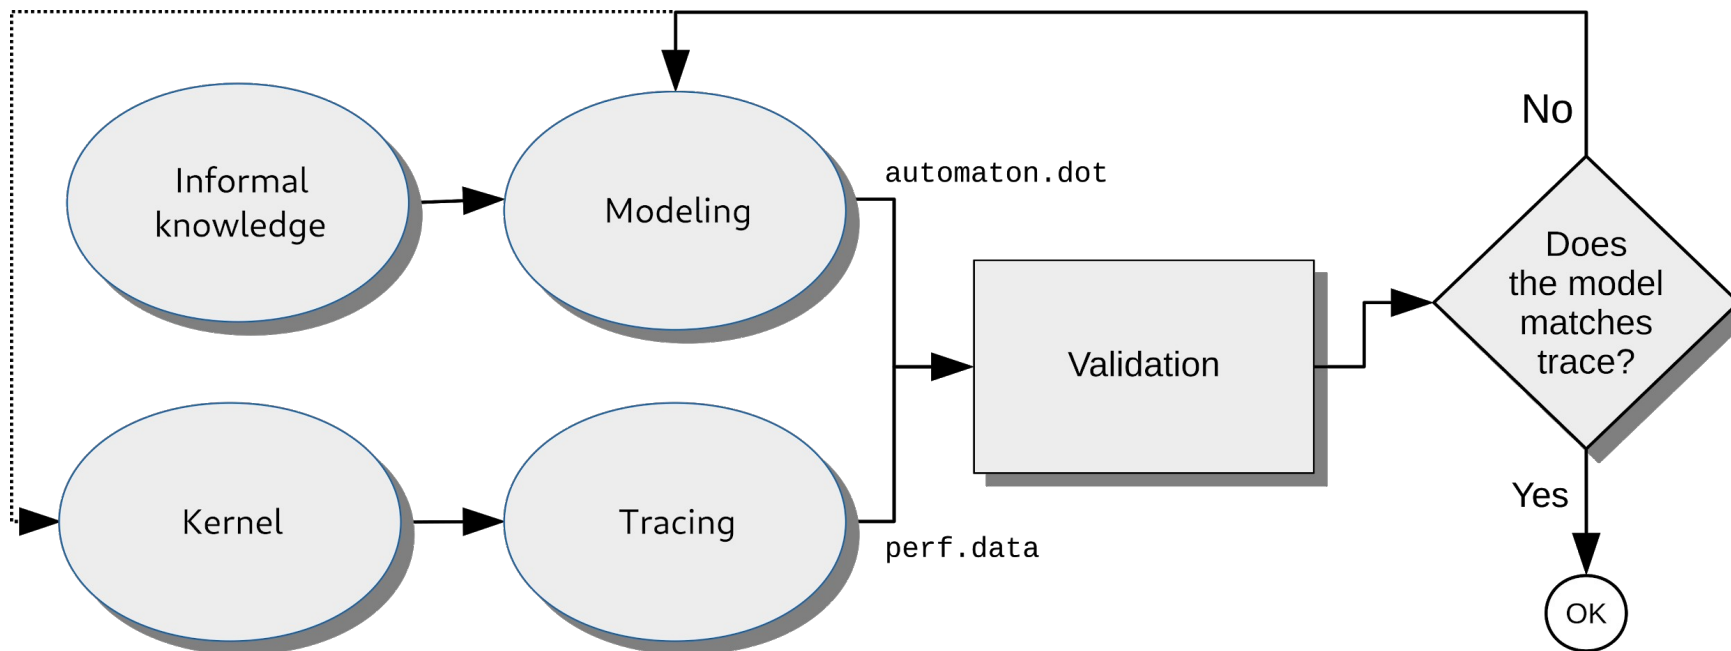 No
automaton.dot
Informal
knowledge
Modeling
Does
the model
matches
trace?
Validation
Yes
Kernel
Tracing
perf.data
OK